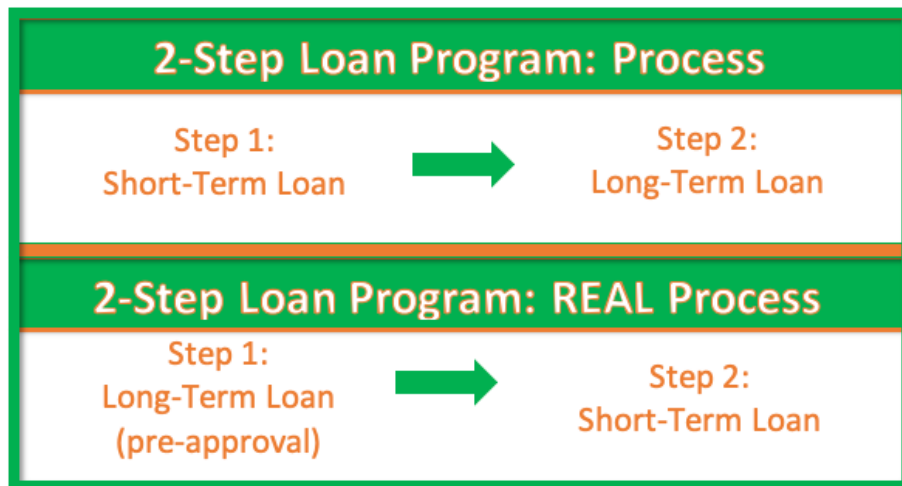 2-Step Loan Program: Process
Step 1:
Short-Term Loan
Step 2:
Long-Term Loan
2-Step Loan Program: REAL Process
Step 1:
Long-Term Loan
(pre-approval)
Step 2:
Short-Term Loan